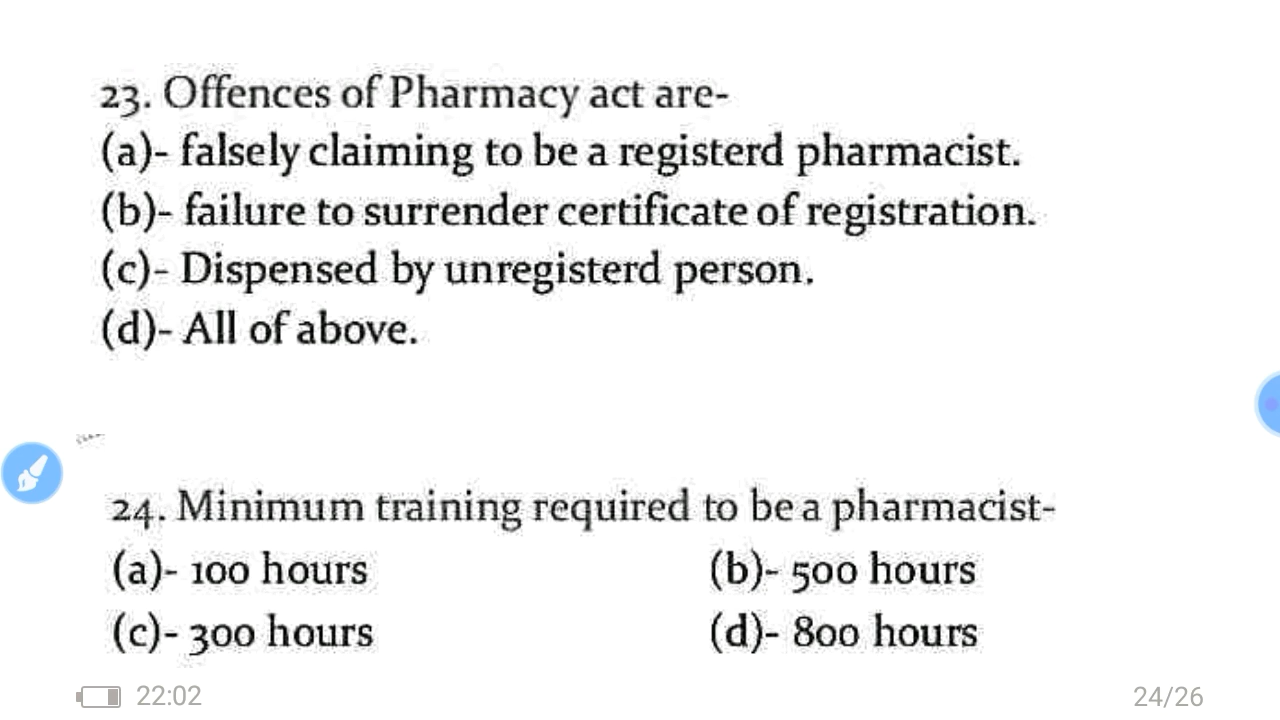 23. Offences of Pharmacy act are-
(a)- falsely claiming to be a registerd pharmacist.
(b)- failure to surrender certificate of registration.
(c)- Dispensed by unregisterd person.
(d)- All of above.
24. Minimum training required to be a pharmacist-
(a)- 100 hours (b)- 500 hours
(c)- 300 hours (d)- 800 hours
22:02 24/26